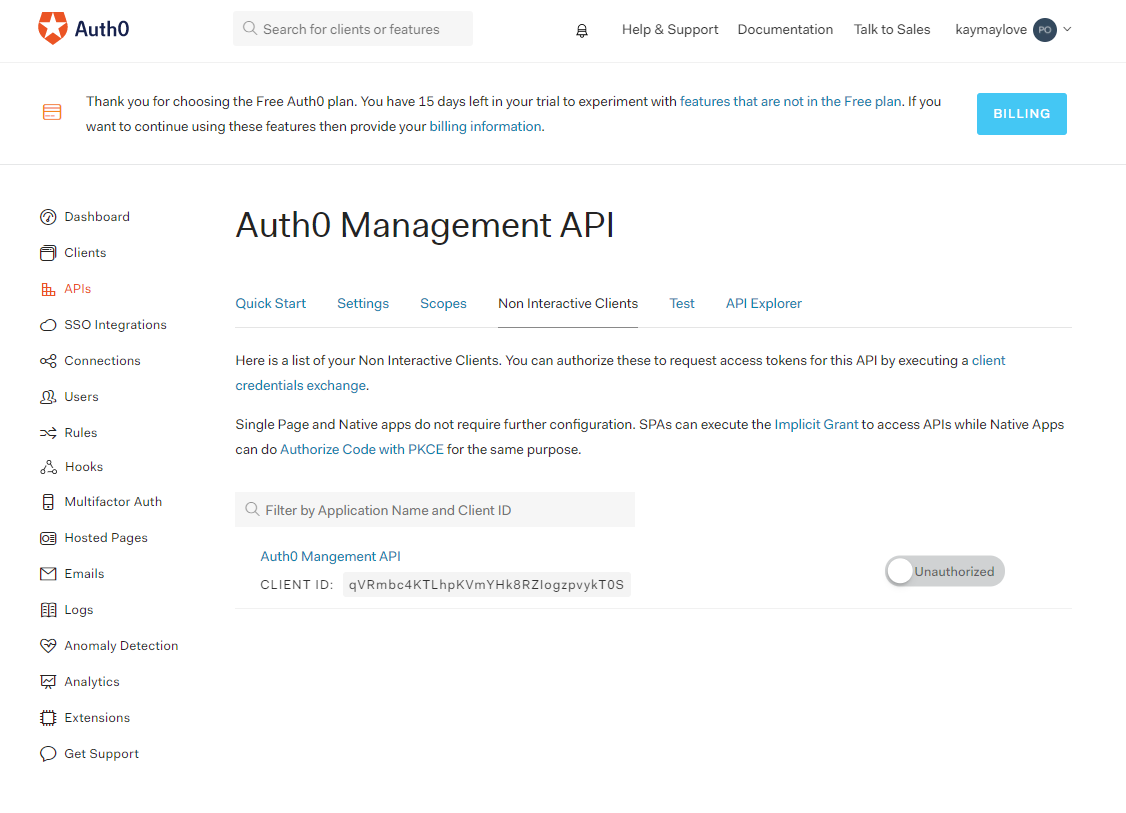 Auth0
Search for clients or features
Help & Support
Documentation
Talk to Sales
kaymaylove
PO
Thank you for choosing the Free Auth0 plan. You have 15 days left in your trial to experiment with features that are not in the Free plan. If you
want to continue using these features then provide your billing information.
BILLING
Dashboard
Clients
APIs
SSO Integrations
Connections
Users
Rules
Hooks
Multifactor Auth
Hosted Pages
Emails
Logs
Anomaly Detection
Analytics
Extensions
Get Support
Auth0 Management API
Quick Start
Settings
Scopes
Non Interactive Clients
Test
API Explorer
Here is a list of your Non Interactive Clients. You can authorize these to request access tokens for this API by executing a client
credentials exchange.
Single Page and Native apps do not require further configuration. SPAs can execute the Implicit Grant to access APIs while Native Apps
can do Authorize Code with PKCE for the same purpose.
Filter by Application Name and Client ID
Auth0 Mangement API
CLIENT ID: qVRmbc4KTLhpKVmYHk8RZIogzpvykT0S
Unauthorized